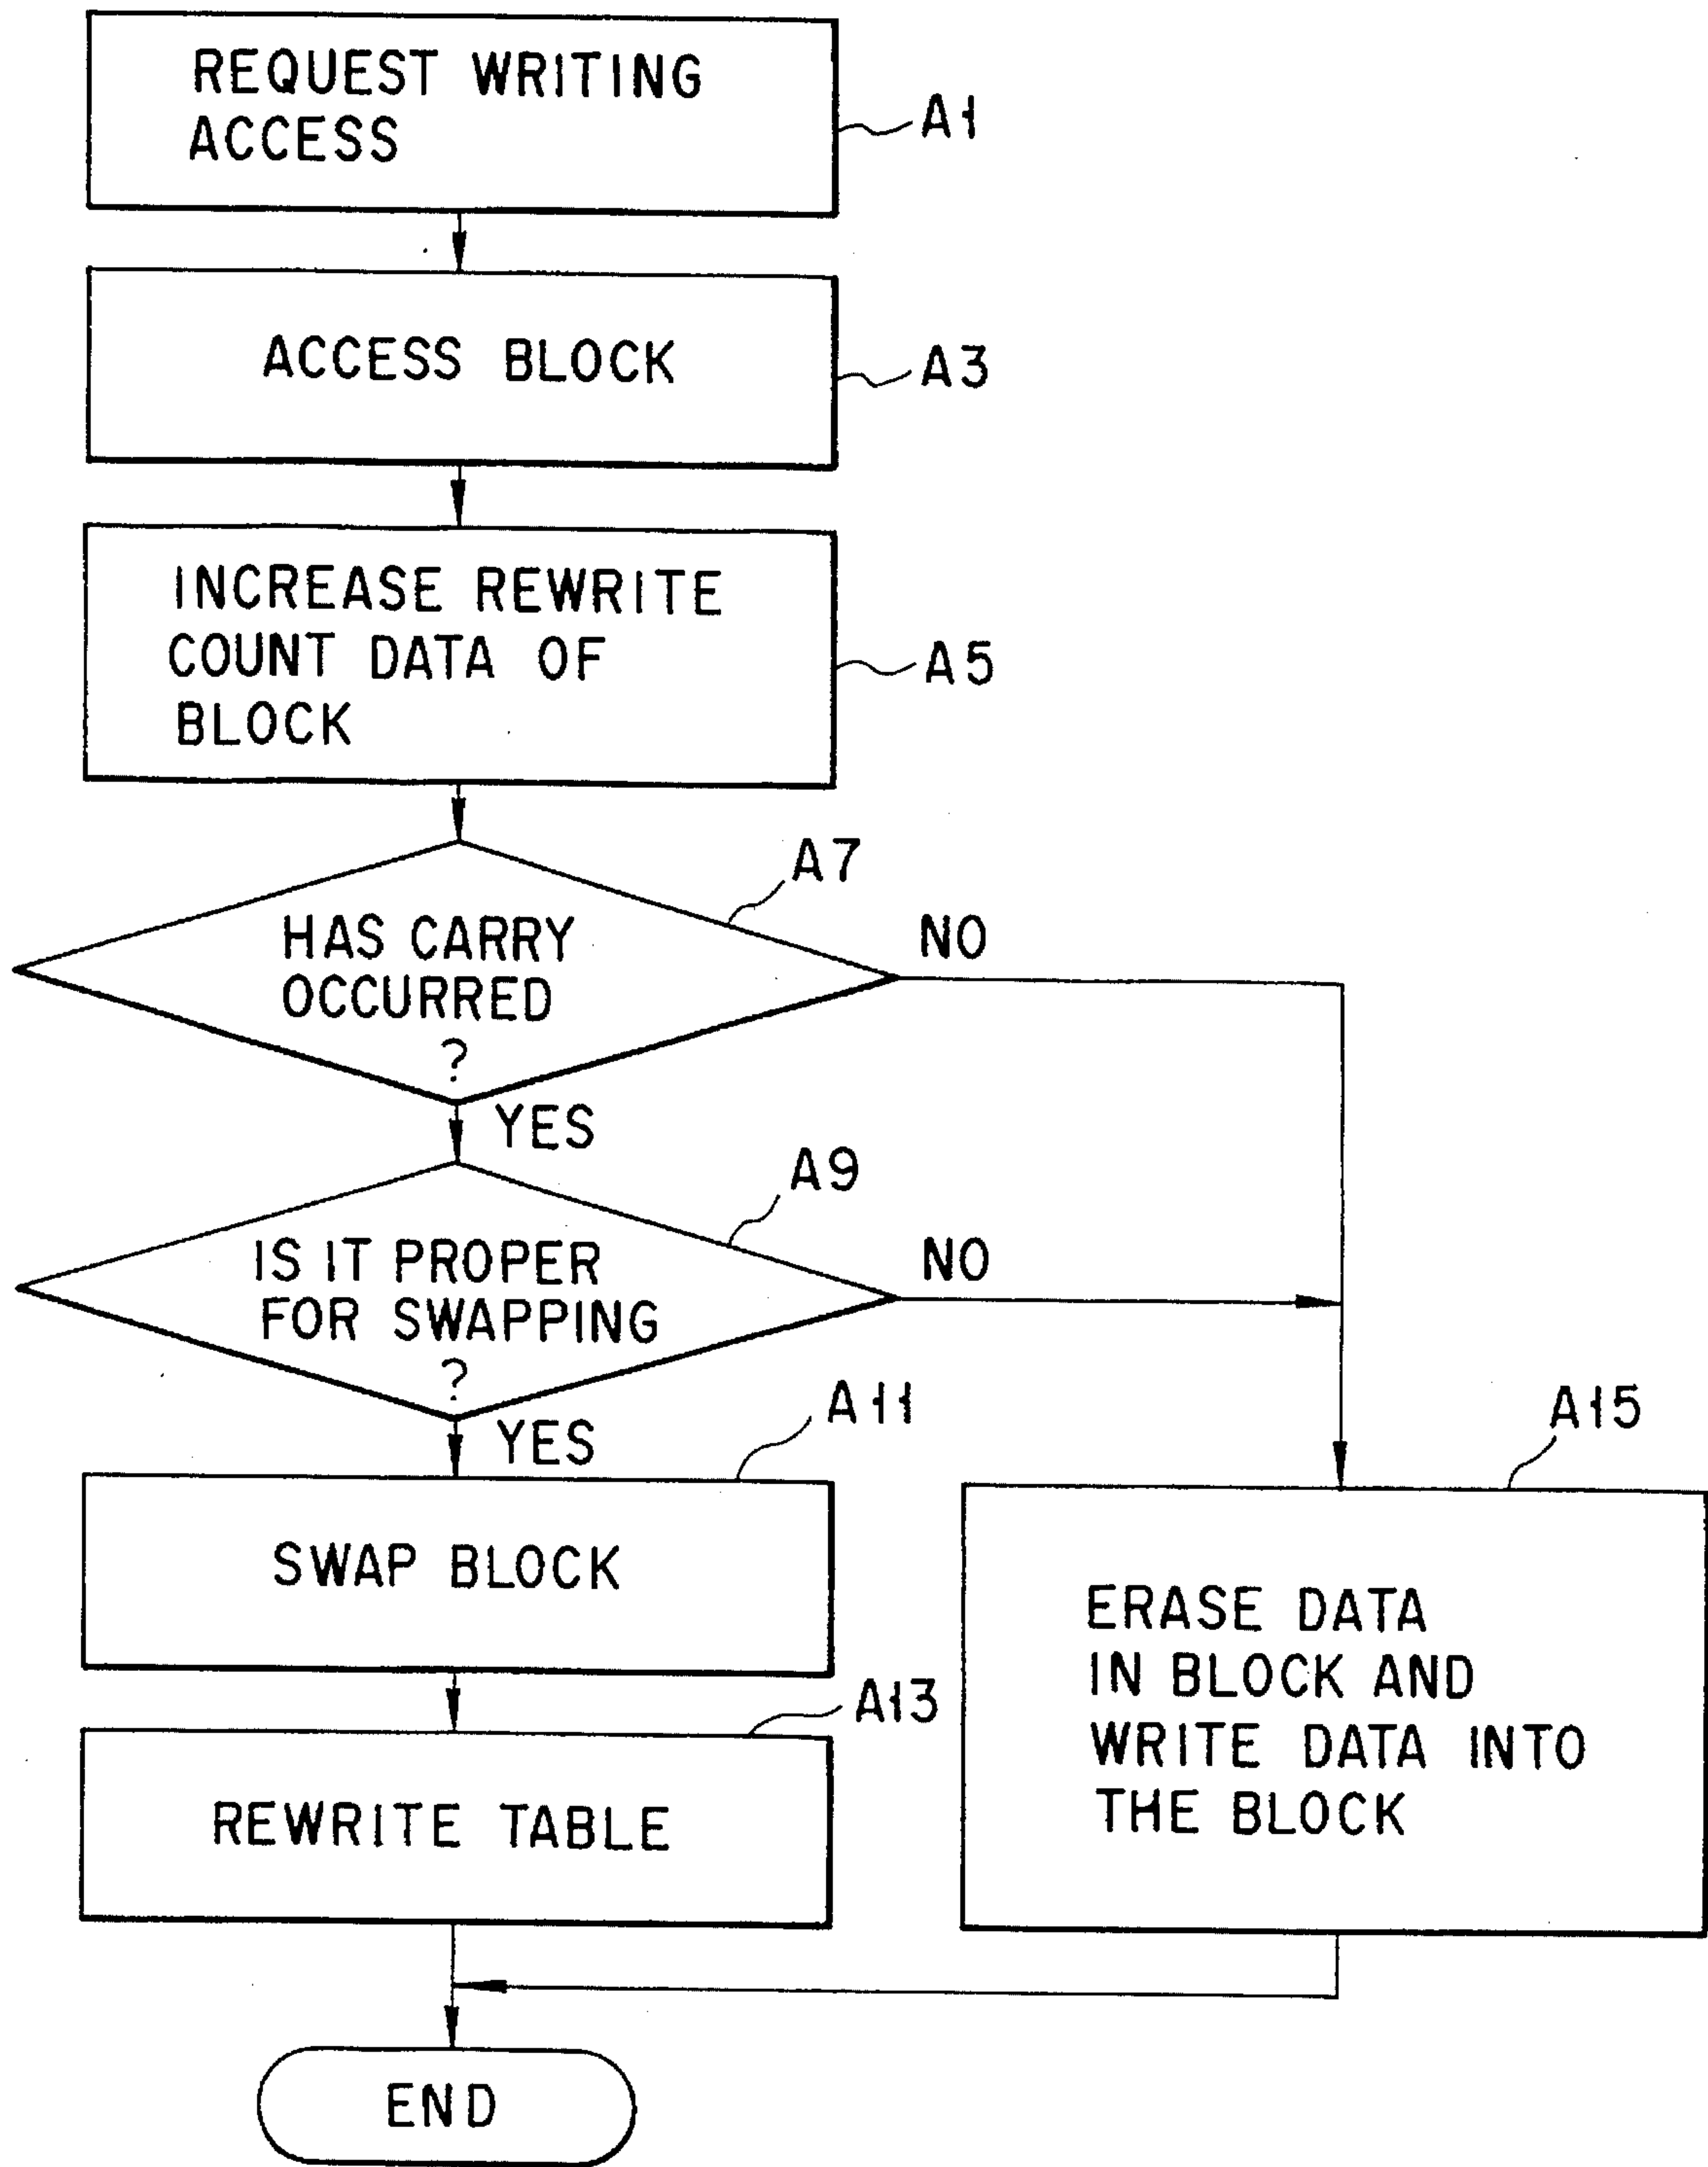 REQUEST WRITING
ACCESS
A1
ACCESS BLOCK
A3
INCREASE REWRITE
COUNT DATA OF
BLOCK
A5
A7
HAS CARRY
OCCURRED
?
NO
YES
A9
IS IT PROPER
FOR SWAPPING
?
NO
YES
A11
SWAP BLOCK
A13
REWRITE TABLE
A15
ERASE DATA
IN BLOCK AND
WRITE DATA INTO
THE BLOCK
END